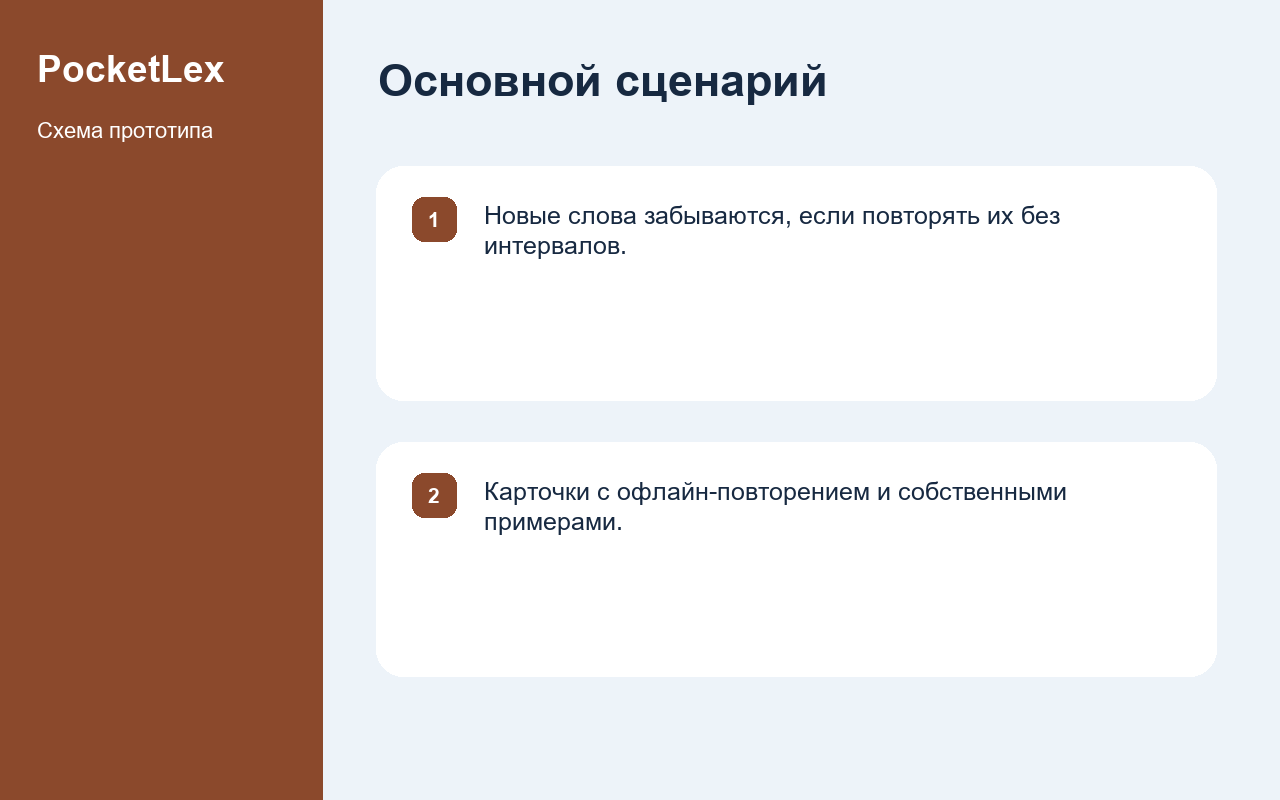 PocketLex
Схема прототипа
Основной сценарий
1
Новые слова забываются, если повторять их без
интервалов.
2
Карточки с офлайн-повторением и собственными
примерами.